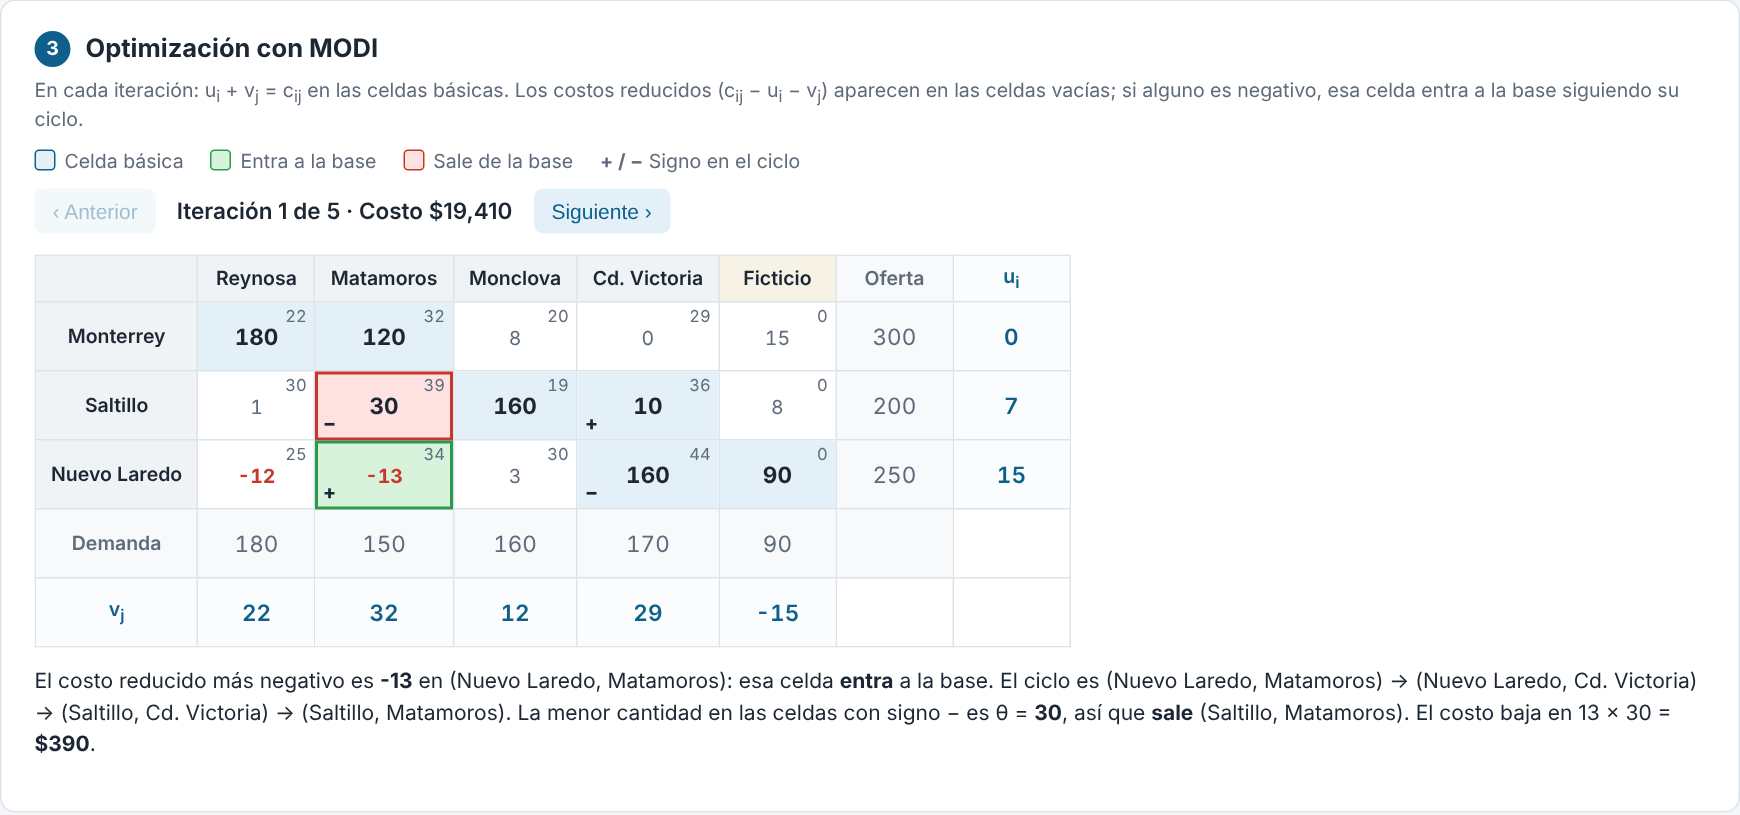 3 Optimización con MODI
En cada iteración: uᵢ + vⱼ = cᵢⱼ en las celdas básicas. Los costos reducidos (cᵢⱼ − uᵢ − vⱼ) aparecen en las celdas vacías; si alguno es negativo, esa celda entra a la base siguiendo su
ciclo.
Celda básica Entra a la base Sale de la base + / − Signo en el ciclo
‹ Anterior Iteración 1 de 5 · Costo $19,410 Siguiente ›
Reynosa Matamoros Monclova Cd. Victoria Ficticio Oferta uᵢ
22 32 20 29 0
Monterrey 180 120 8 0 15 300 0
30 39 19 36 0
Saltillo 1 30 160 10 8 200 7
− +
25 34 30 44 0
Nuevo Laredo -12 -13 3 160 90 250 15
+ −
Demanda 180 150 160 170 90
vⱼ 22 32 12 29 -15
El costo reducido más negativo es -13 en (Nuevo Laredo, Matamoros): esa celda entra a la base. El ciclo es (Nuevo Laredo, Matamoros) → (Nuevo Laredo, Cd. Victoria)
→ (Saltillo, Cd. Victoria) → (Saltillo, Matamoros). La menor cantidad en las celdas con signo − es θ = 30, así que sale (Saltillo, Matamoros). El costo baja en 13 × 30 =
$390.